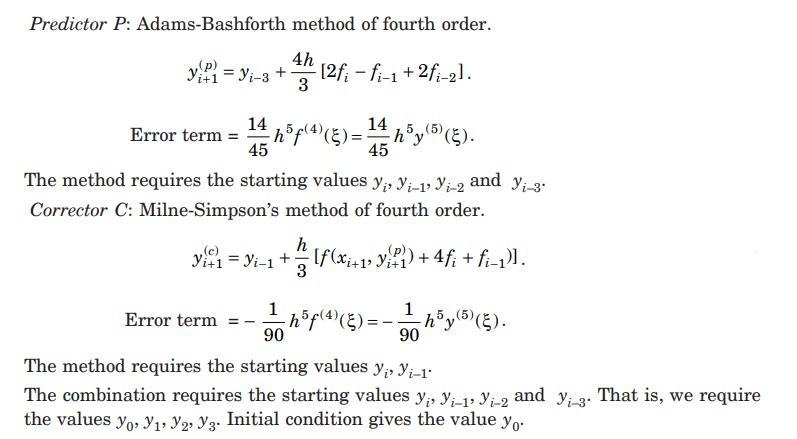 Predictor P: Adams-Bashforth method of fourth order.
y_{i+1}^{(p)} = y_{i–3} + \frac{4h}{3} [2f_i – f_{i–1} + 2f_{i–2}].
Error term = \frac{14}{45} h^5 f^{(4)}(ξ) = \frac{14}{45} h^5 y^{(5)}(ξ).
The method requires the starting values y_i, y_{i–1}, y_{i–2} and y_{i–3}.
Corrector C: Milne-Simpson's method of fourth order.
y_{i+1}^{(c)} = y_{i–1} + \frac{h}{3} [f(x_{i+1}, y_{i+1}^{(p)}) + 4f_i + f_{i–1})].
Error term = – \frac{1}{90} h^5 f^{(4)}(ξ) = – \frac{1}{90} h^5 y^{(5)}(ξ).
The method requires the starting values y_i, y_{i–1}.
The combination requires the starting values y_i, y_{i–1}, y_{i–2} and y_{i–3}. That is, we require
the values y_0, y_1, y_2, y_3. Initial condition gives the value y_0.